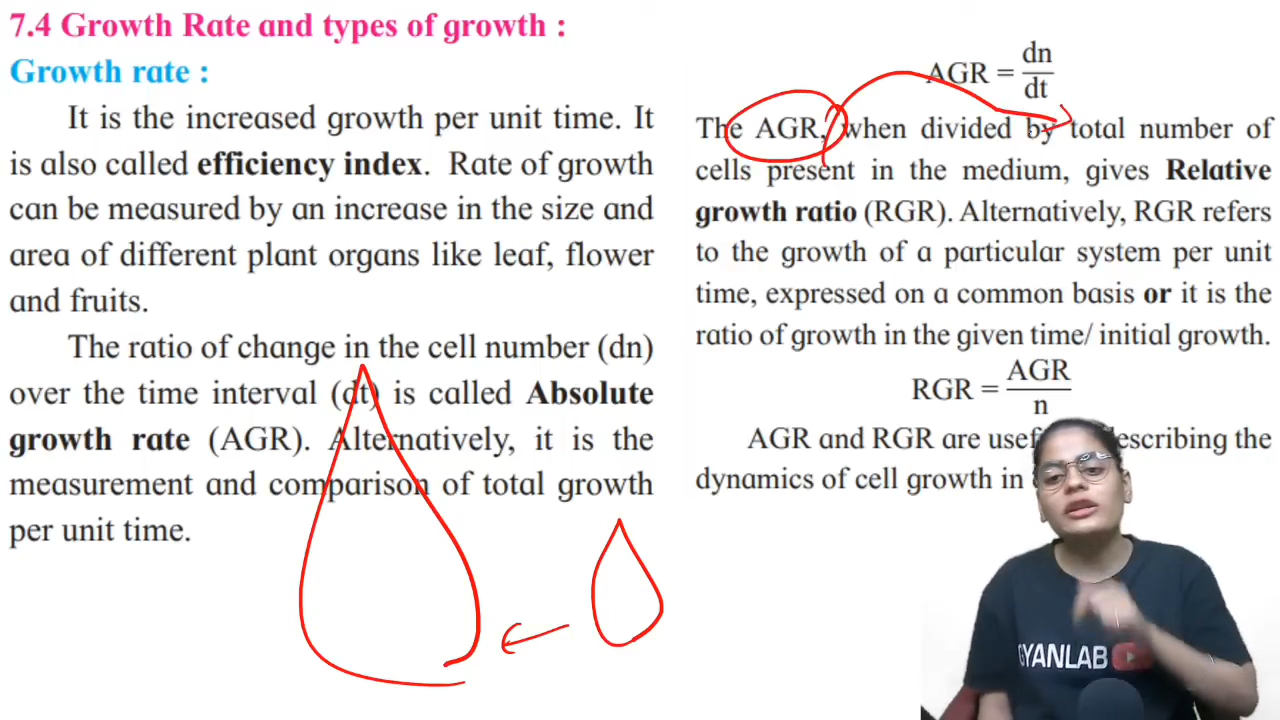 7.4 Growth Rate and types of growth :
Growth rate :
It is the increased growth per unit time. It
is also called efficiency index. Rate of growth
can be measured by an increase in the size and
area of different plant organs like leaf, flower
and fruits.
The ratio of change in the cell number (dn)
over the time interval (dt) is called Absolute
growth rate (AGR). Alternatively, it is the
measurement and comparison of total growth
per unit time.
AGR = dn/dt
The AGR, when divided by total number of
cells present in the medium, gives Relative
growth ratio (RGR). Alternatively, RGR refers
to the growth of a particular system per unit
time, expressed on a common basis or it is the
ratio of growth in the given time/ initial growth.
RGR = AGR/n
AGR and RGR are describing the
dynamics of cell growth in
GYANLAB